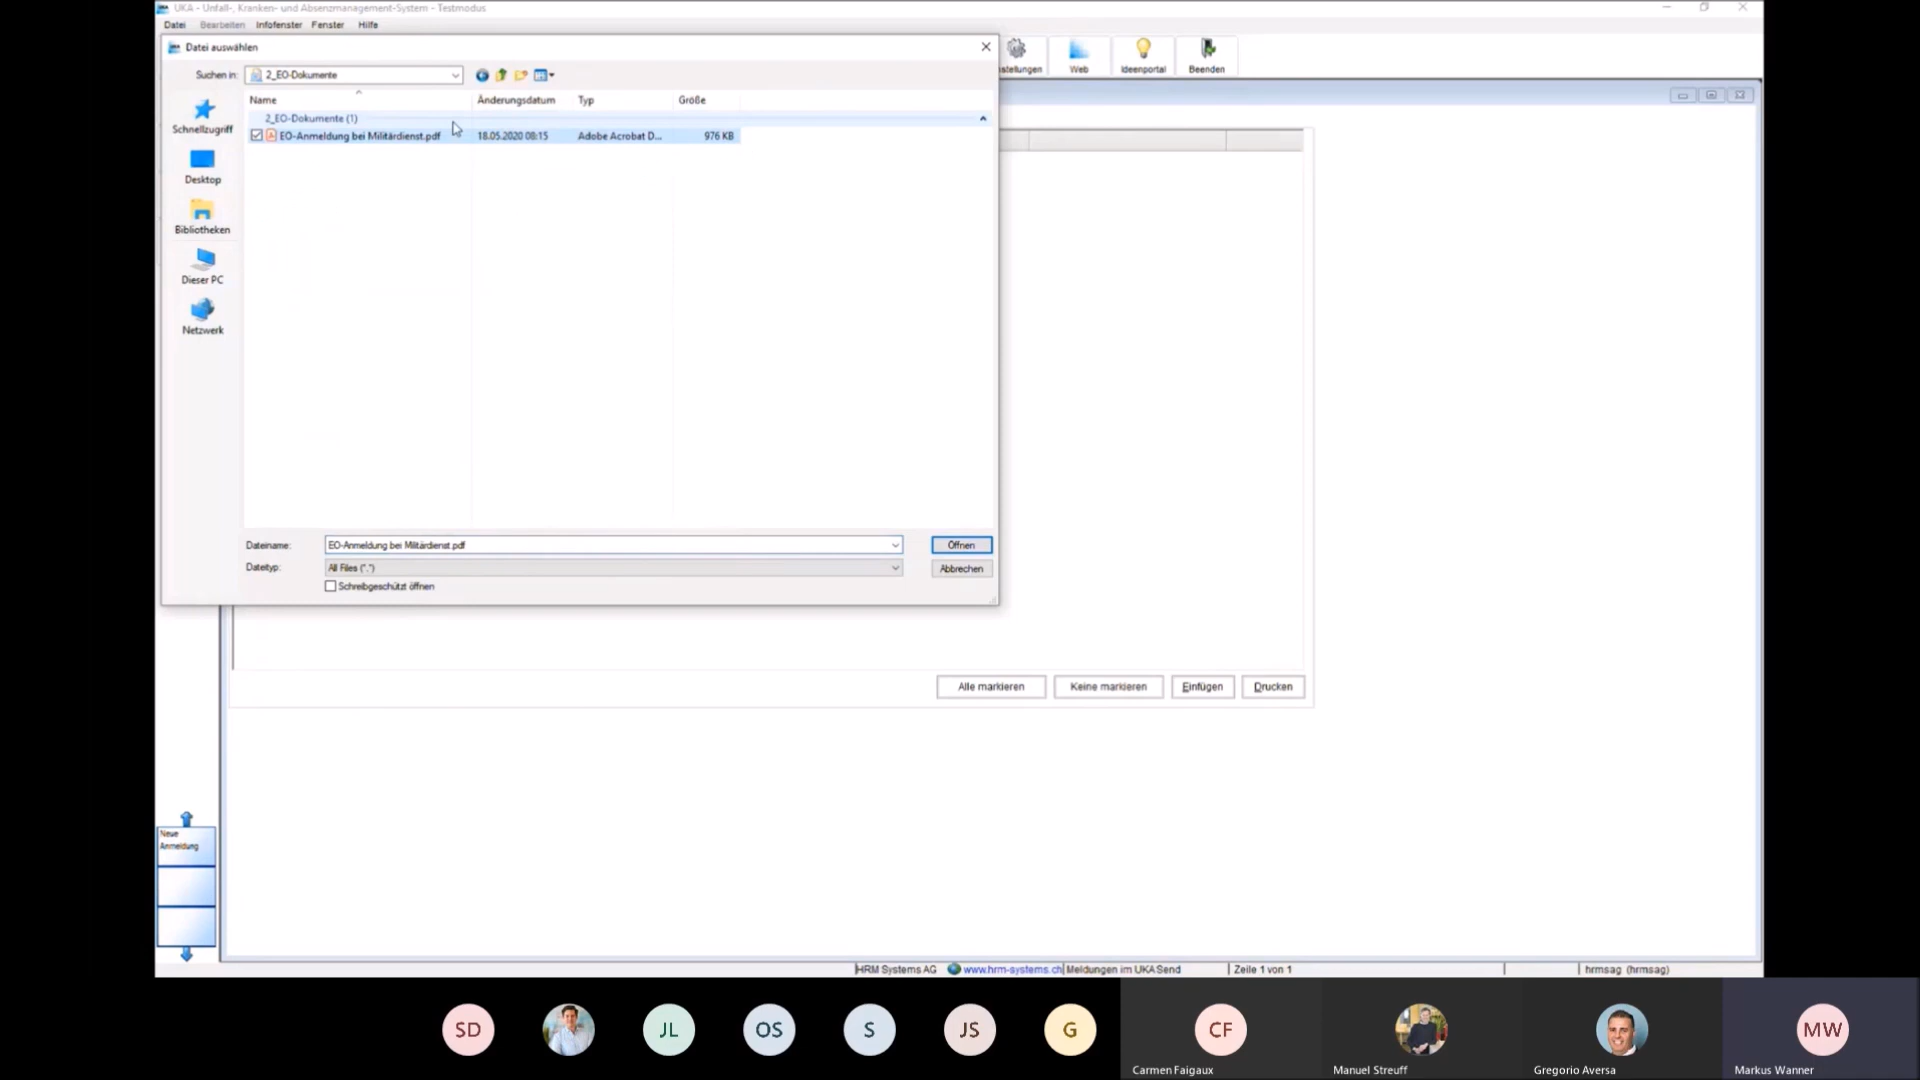 UKA - Unfall-, Kranken- und Absenzmanagement-System - Testmodus
Datei Bearbeiten Infofenster Fenster Hilfe
Datei auswählen
stellungen Web Ideenportal Beenden
Suchen in: 2_EO-Dokumente
Name Änderungsdatum Typ Größe
2_EO-Dokumente (1)
EO-Anmeldung bei Militärdienst.pdf 18.05.2020 08:15 Adobe Acrobat D... 976 KB
Schnellzugriff
Desktop
Bibliotheken
Dieser PC
Netzwerk
Dateiname: EO-Anmeldung bei Militärdienst.pdf Öffnen
Dateityp: All Files (*.*) Abbrechen
Schreibgeschützt öffnen
Alle markieren Keine markieren Einfügen Drucken
Neue
Anmeldung
HRM Systems AG www.hrm-systems.ch Meldungen im UKASend Zeile 1 von 1 hrmsag (hrmsag)
SD JL OS S JS G CF MW
Carmen Faigaux Manuel Streuff Gregorio Aversa Markus Wanner